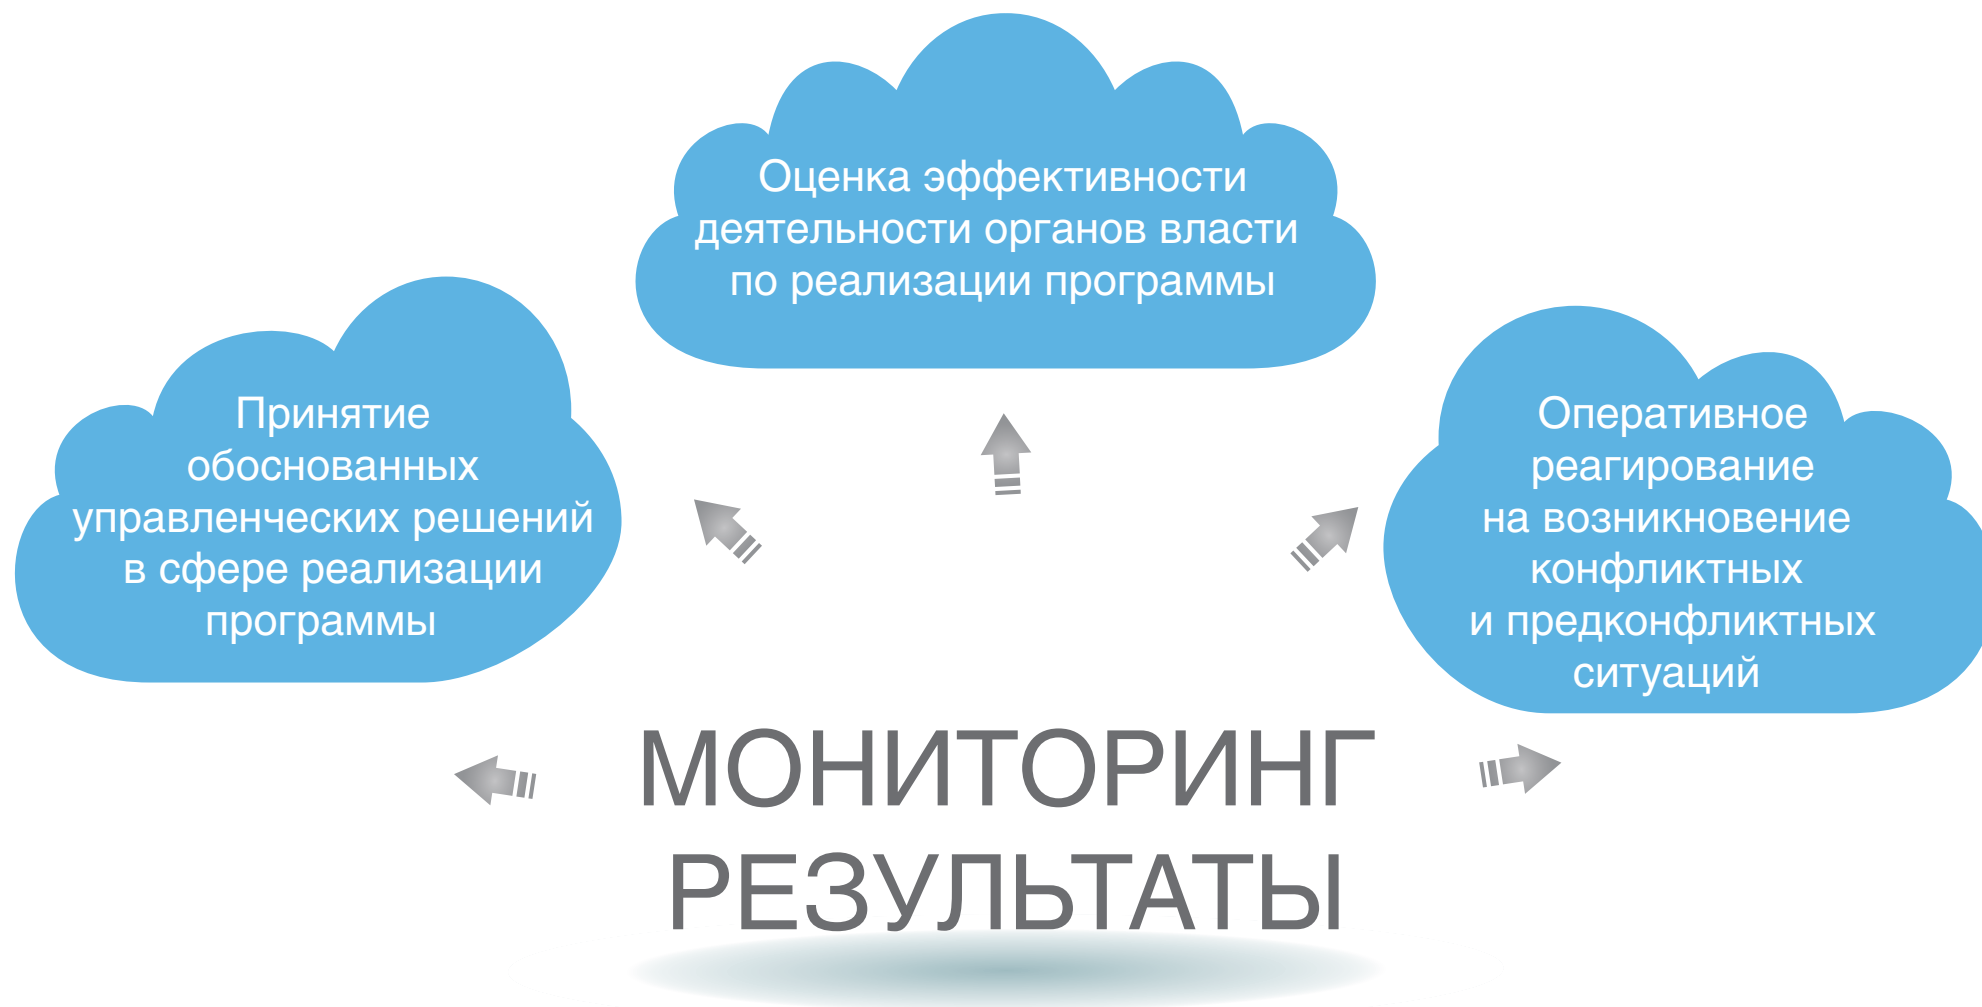 Оценка эффективности
деятельности органов власти
по реализации программы
Принятие
обоснованных
управленческих решений
в сфере реализации
программы
Оперативное
реагирование
на возникновение
конфликтных
и предконфликтных
ситуаций
МОНИТОРИНГ
РЕЗУЛЬТАТЫ